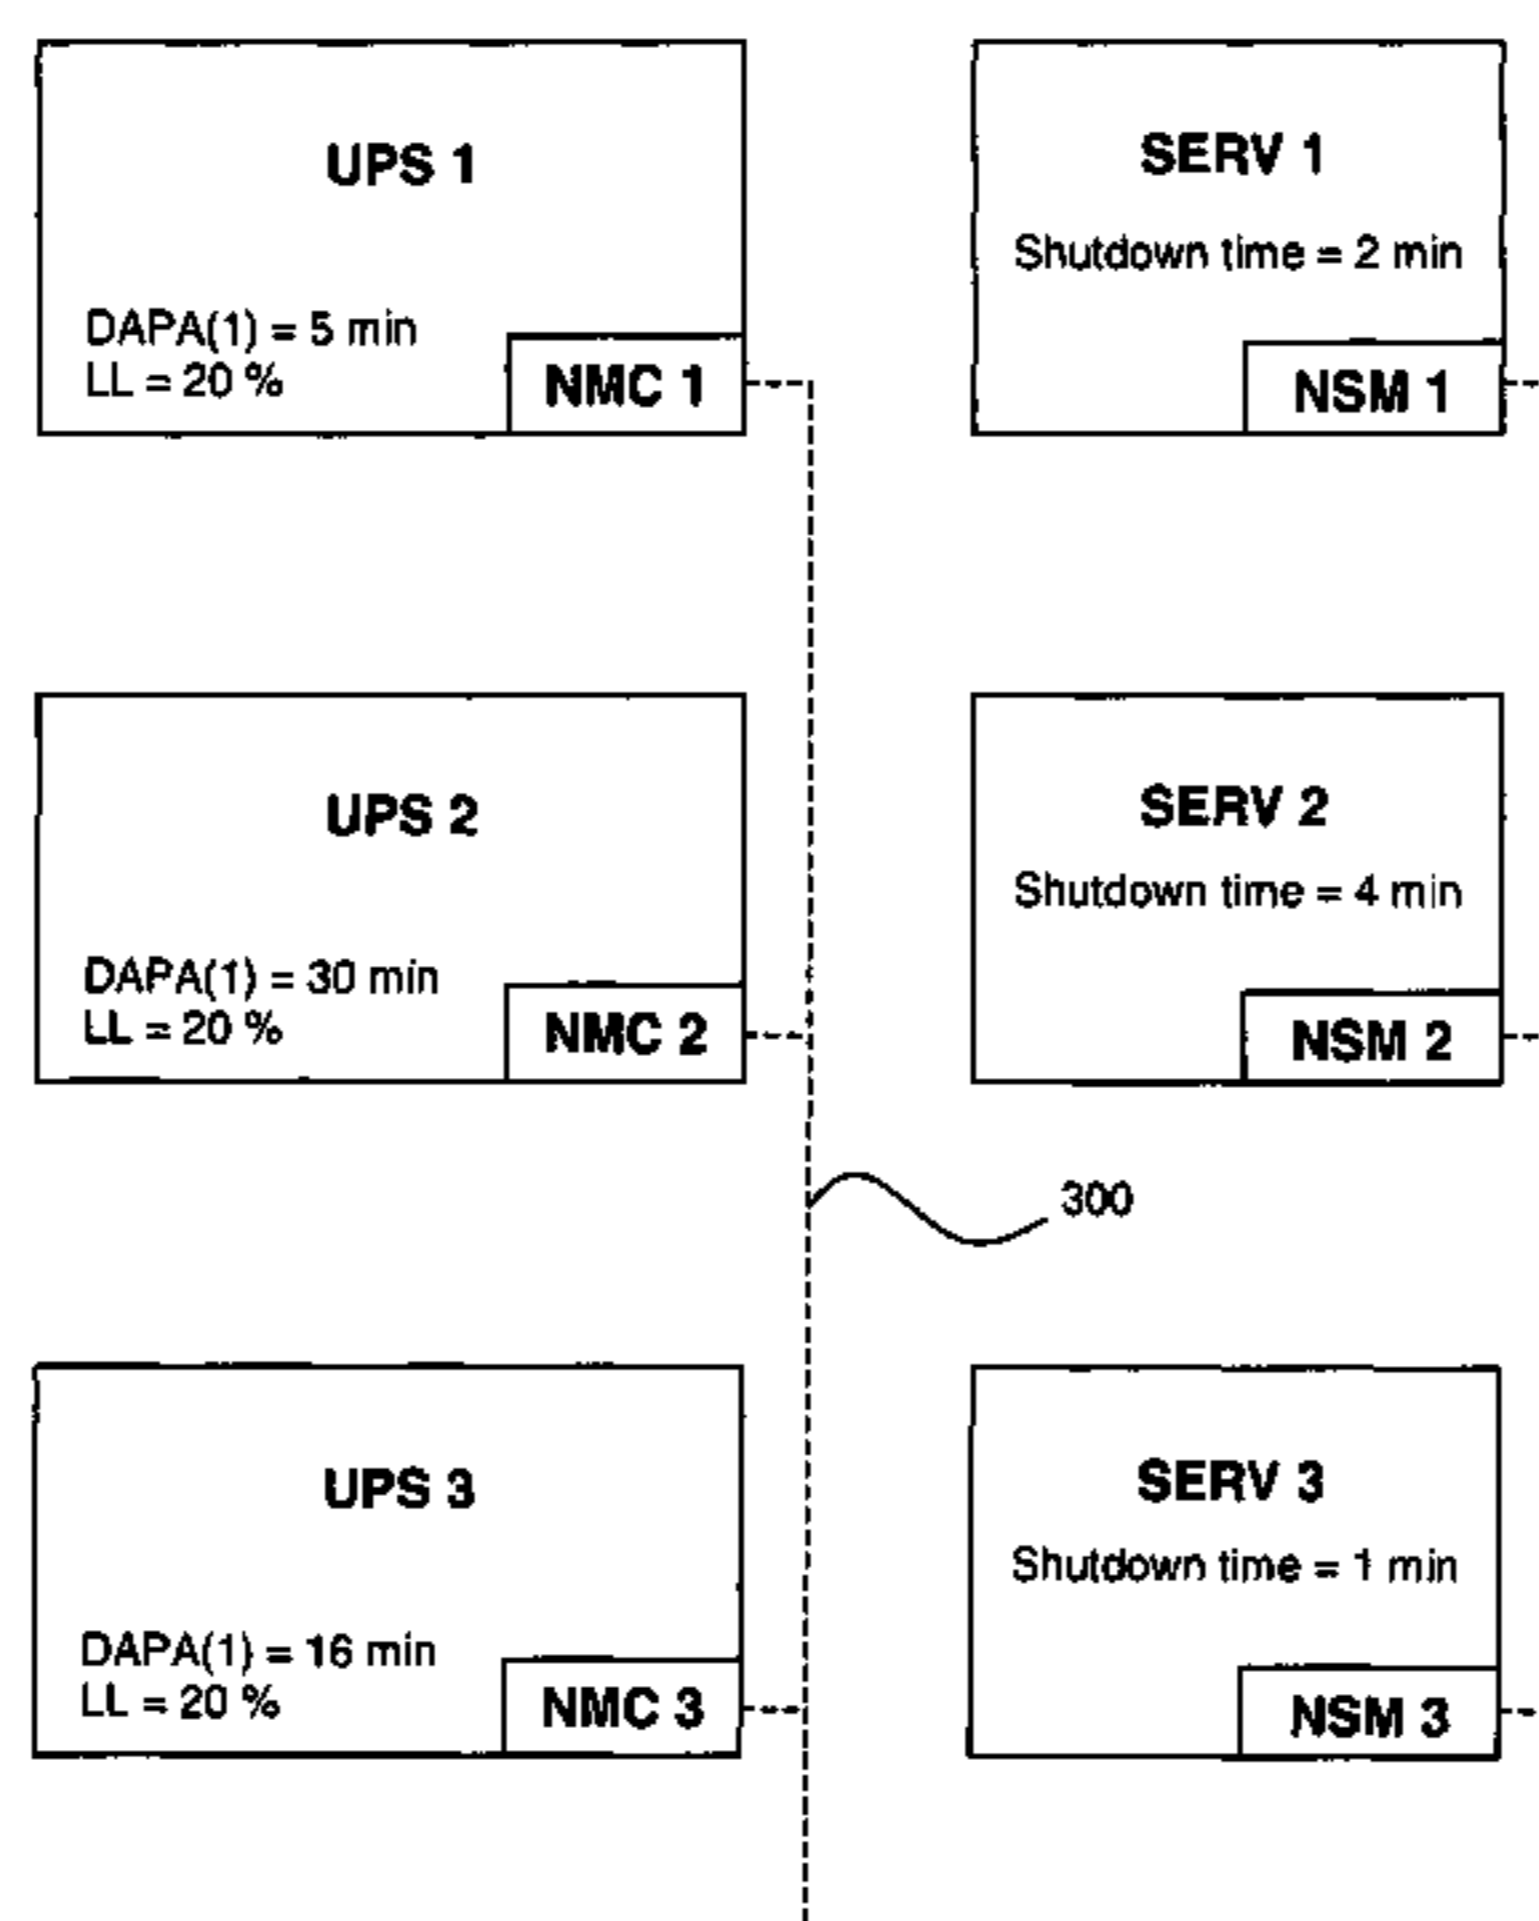 UPS 1
DAPA(1) = 5 min
LL = 20 %
NMC 1
SERV 1
Shutdown time = 2 min
NSM 1
UPS 2
DAPA(1) = 30 min
LL = 20 %
NMC 2
SERV 2
Shutdown time = 4 min
NSM 2
300
UPS 3
DAPA(1) = 16 min
LL = 20 %
NMC 3
SERV 3
Shutdown time = 1 min
NSM 3